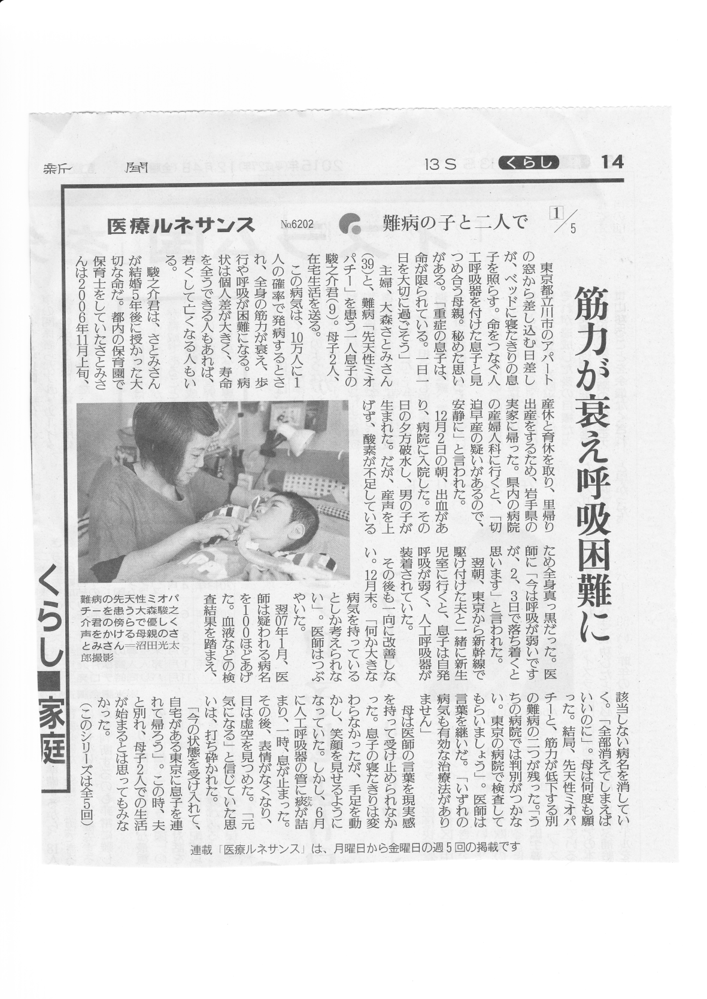 新聞
13S
くらし
14
医療ルネサンス
No.6202
難病の子と二人で
1/5
筋力が衰え呼吸困難に
東京都立川市のアパート
の窓から差し込む日差し
が、ベッドに寝たきりの息
子を照らす。命をつなぐ人
工呼吸器を付けた息子と見
つめ合う母親。秘めた思い
がある。「重症の息子は、
命が限られている。一日一
日を大切に過ごそう」
主婦、大森さとみさん
(39)と、難病「先天性ミオ
パチー」を患う一人息子の
駿之介君(9)。母子2人、
在宅生活を送る。
この病気は、10万人に1
人の確率で発病するとさ
れ、全身の筋力が衰え、歩
行や呼吸が困難になる。病
状は個人差が大きく、寿命
を全うできる人もあれば、
若くして亡くなる人もい
る。
駿之介君は、さとみさん
が結婚5年後に授かった大
切な命だ。都内の保育園で
保育士をしていたさとみさ
んは2006年11月上旬、
産休と育休を取り、里帰り
出産をするため、岩手県の
実家に帰った。県内の病院
の産婦人科に行くと、「切
迫早産の疑いがあるので、
安静に」と言われた。
12月2日の朝、出血があ
り、病院に入院した。その
日の夕方破水し、男の子が
生まれた。だが、産声を上
げず、酸素が不足している
ため全身真っ黒だった。医
師に「今は呼吸が弱いです
が、2、3日で落ち着くと
思います」と言われた。
翌朝、東京から新幹線で
駆け付けた夫と一緒に新生
児室に行くと、息子は自発
呼吸が弱く、人工呼吸器が
装着されていた。
その後も一向に改善しな
い。12月末。「何か大きな
病気を持っている
としか考えられな
い」。医師はつぶ
やいた。
翌07年1月、医
師は疑われる病名
を100ほどあげ
た。血液などの検
査結果を踏まえ、
該当しない病名を消してい
く。「全部消えてしまえば
いいのに」。母は何度も願
った。結局、先天性ミオパ
チーと、筋力が低下する別
の難病の二つが残った。「う
ちの病院では判別がつかな
い。東京の病院で検査して
もらいましょう」。医師は
言葉を継いだ。「いずれの
病気も有効な治療法があり
ません」
母は医師の言葉を現実感
を持って受け止められなか
った。息子の寝たきりは変
わらなかったが、手足を動
かし、笑顔を見せるように
なっていた。しかし、6月
に人工呼吸器の管に痰(たん)が詰
まり、一時、息が止まった。
その後、表情がなくなり、
目は虚空を見つめた。「元
気になる」と信じていた思
いは、打ち砕かれた。
「今の状態を受け入れて、
自宅がある東京に息子を連
れて帰ろう」。この時、夫
と別れ、母子2人での生活
が始まるとは思ってもみな
かった。
(このシリーズは全5回)
難病の先天性ミオパ
チーを患う大森駿之
介君の傍らで優しく
声をかける母親のさ
とみさん=沼田光太
郎撮影
くらし■家庭
連載「医療ルネサンス」は、月曜日から金曜日の週5回の掲載です